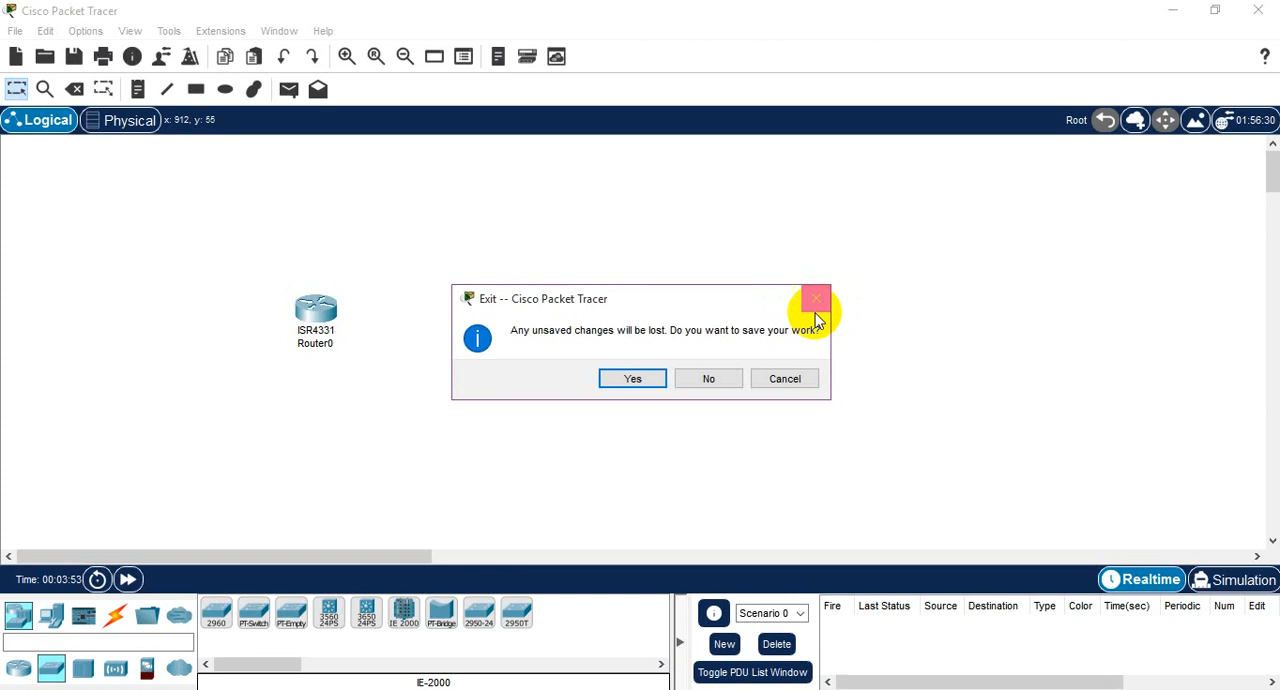 Cisco Packet Tracer
File Edit Options View Tools Extensions Window Help
?
Logical Physical x: 912, y: 55 Root 01:56:30
ISR4331
Router0
Exit -- Cisco Packet Tracer
Any unsaved changes will be lost. Do you want to save your work?
Yes No Cancel
Time: 00:03:53 Realtime Simulation
2960 PT-Switch PT-Empty 3560 24PS 3650 24PS IE 2000 PT-Bridge 2950-24 2950T
IE-2000
Scenario 0
New Delete
Toggle PDU List Window
Fire Last Status Source Destination Type Color Time(sec) Periodic Num Edit